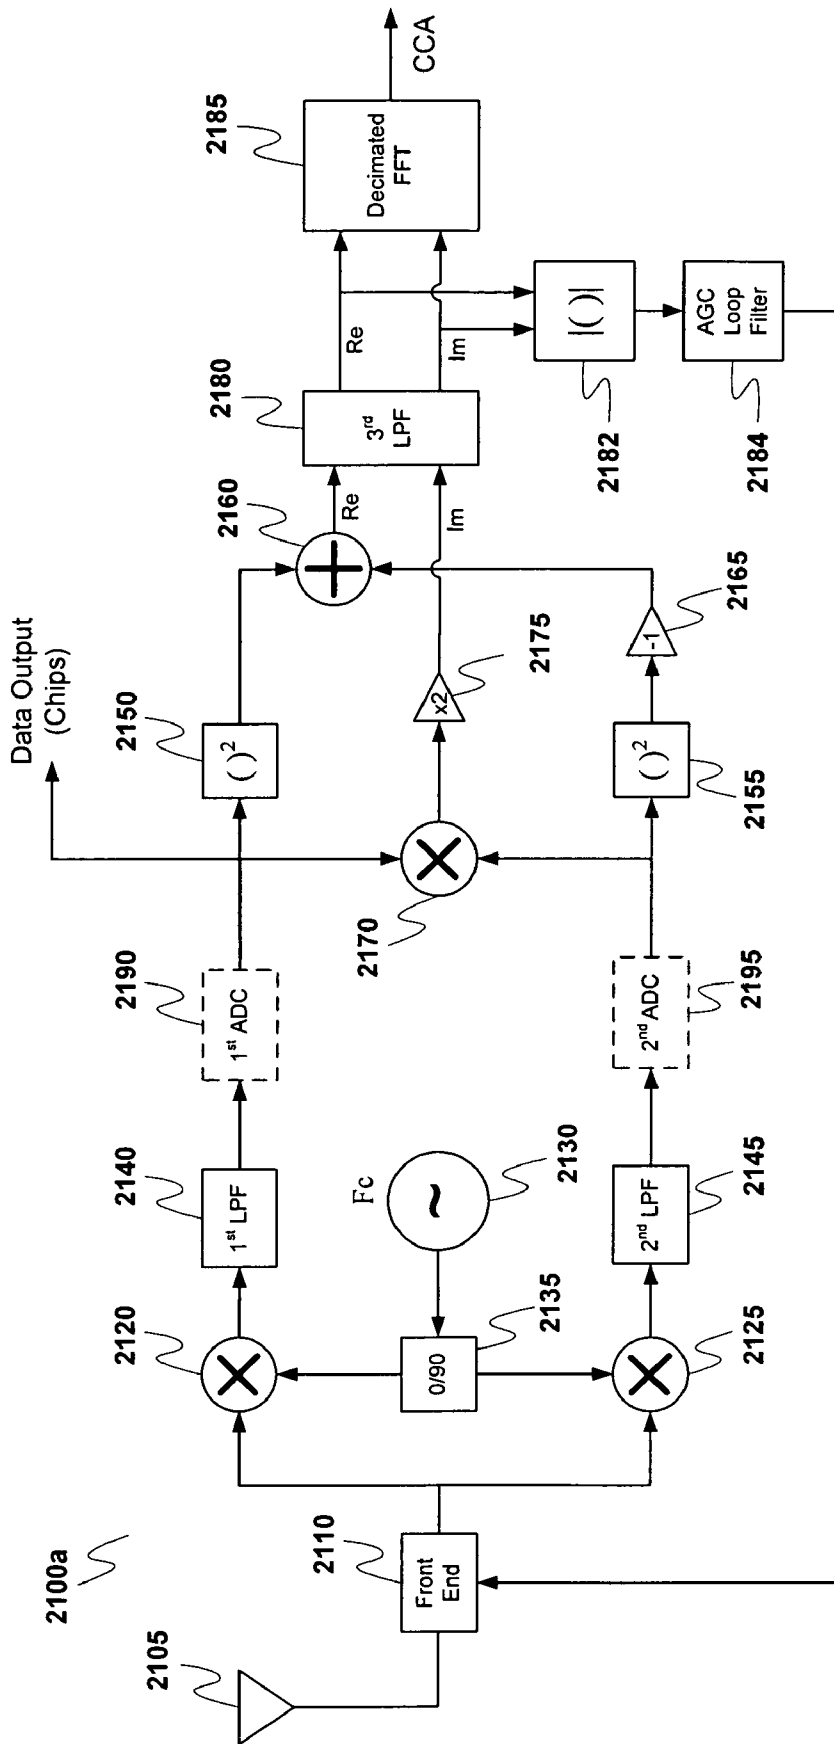 2100a
2105
2110
Front
End
2120
2125
0/90
2135
Fc
~
2130
2140
1st LPF
2nd LPF
2145
2190
1st ADC
2nd ADC
2195
Data Output
(Chips)
2170
2150
( )²
( )²
2155
x2
2175
-1
2165
2160
Re
Im
2180
3rd
LPF
Re
Im
|( )|
2182
AGC
Loop
Filter
2184
2185
Decimated
FFT
CCA